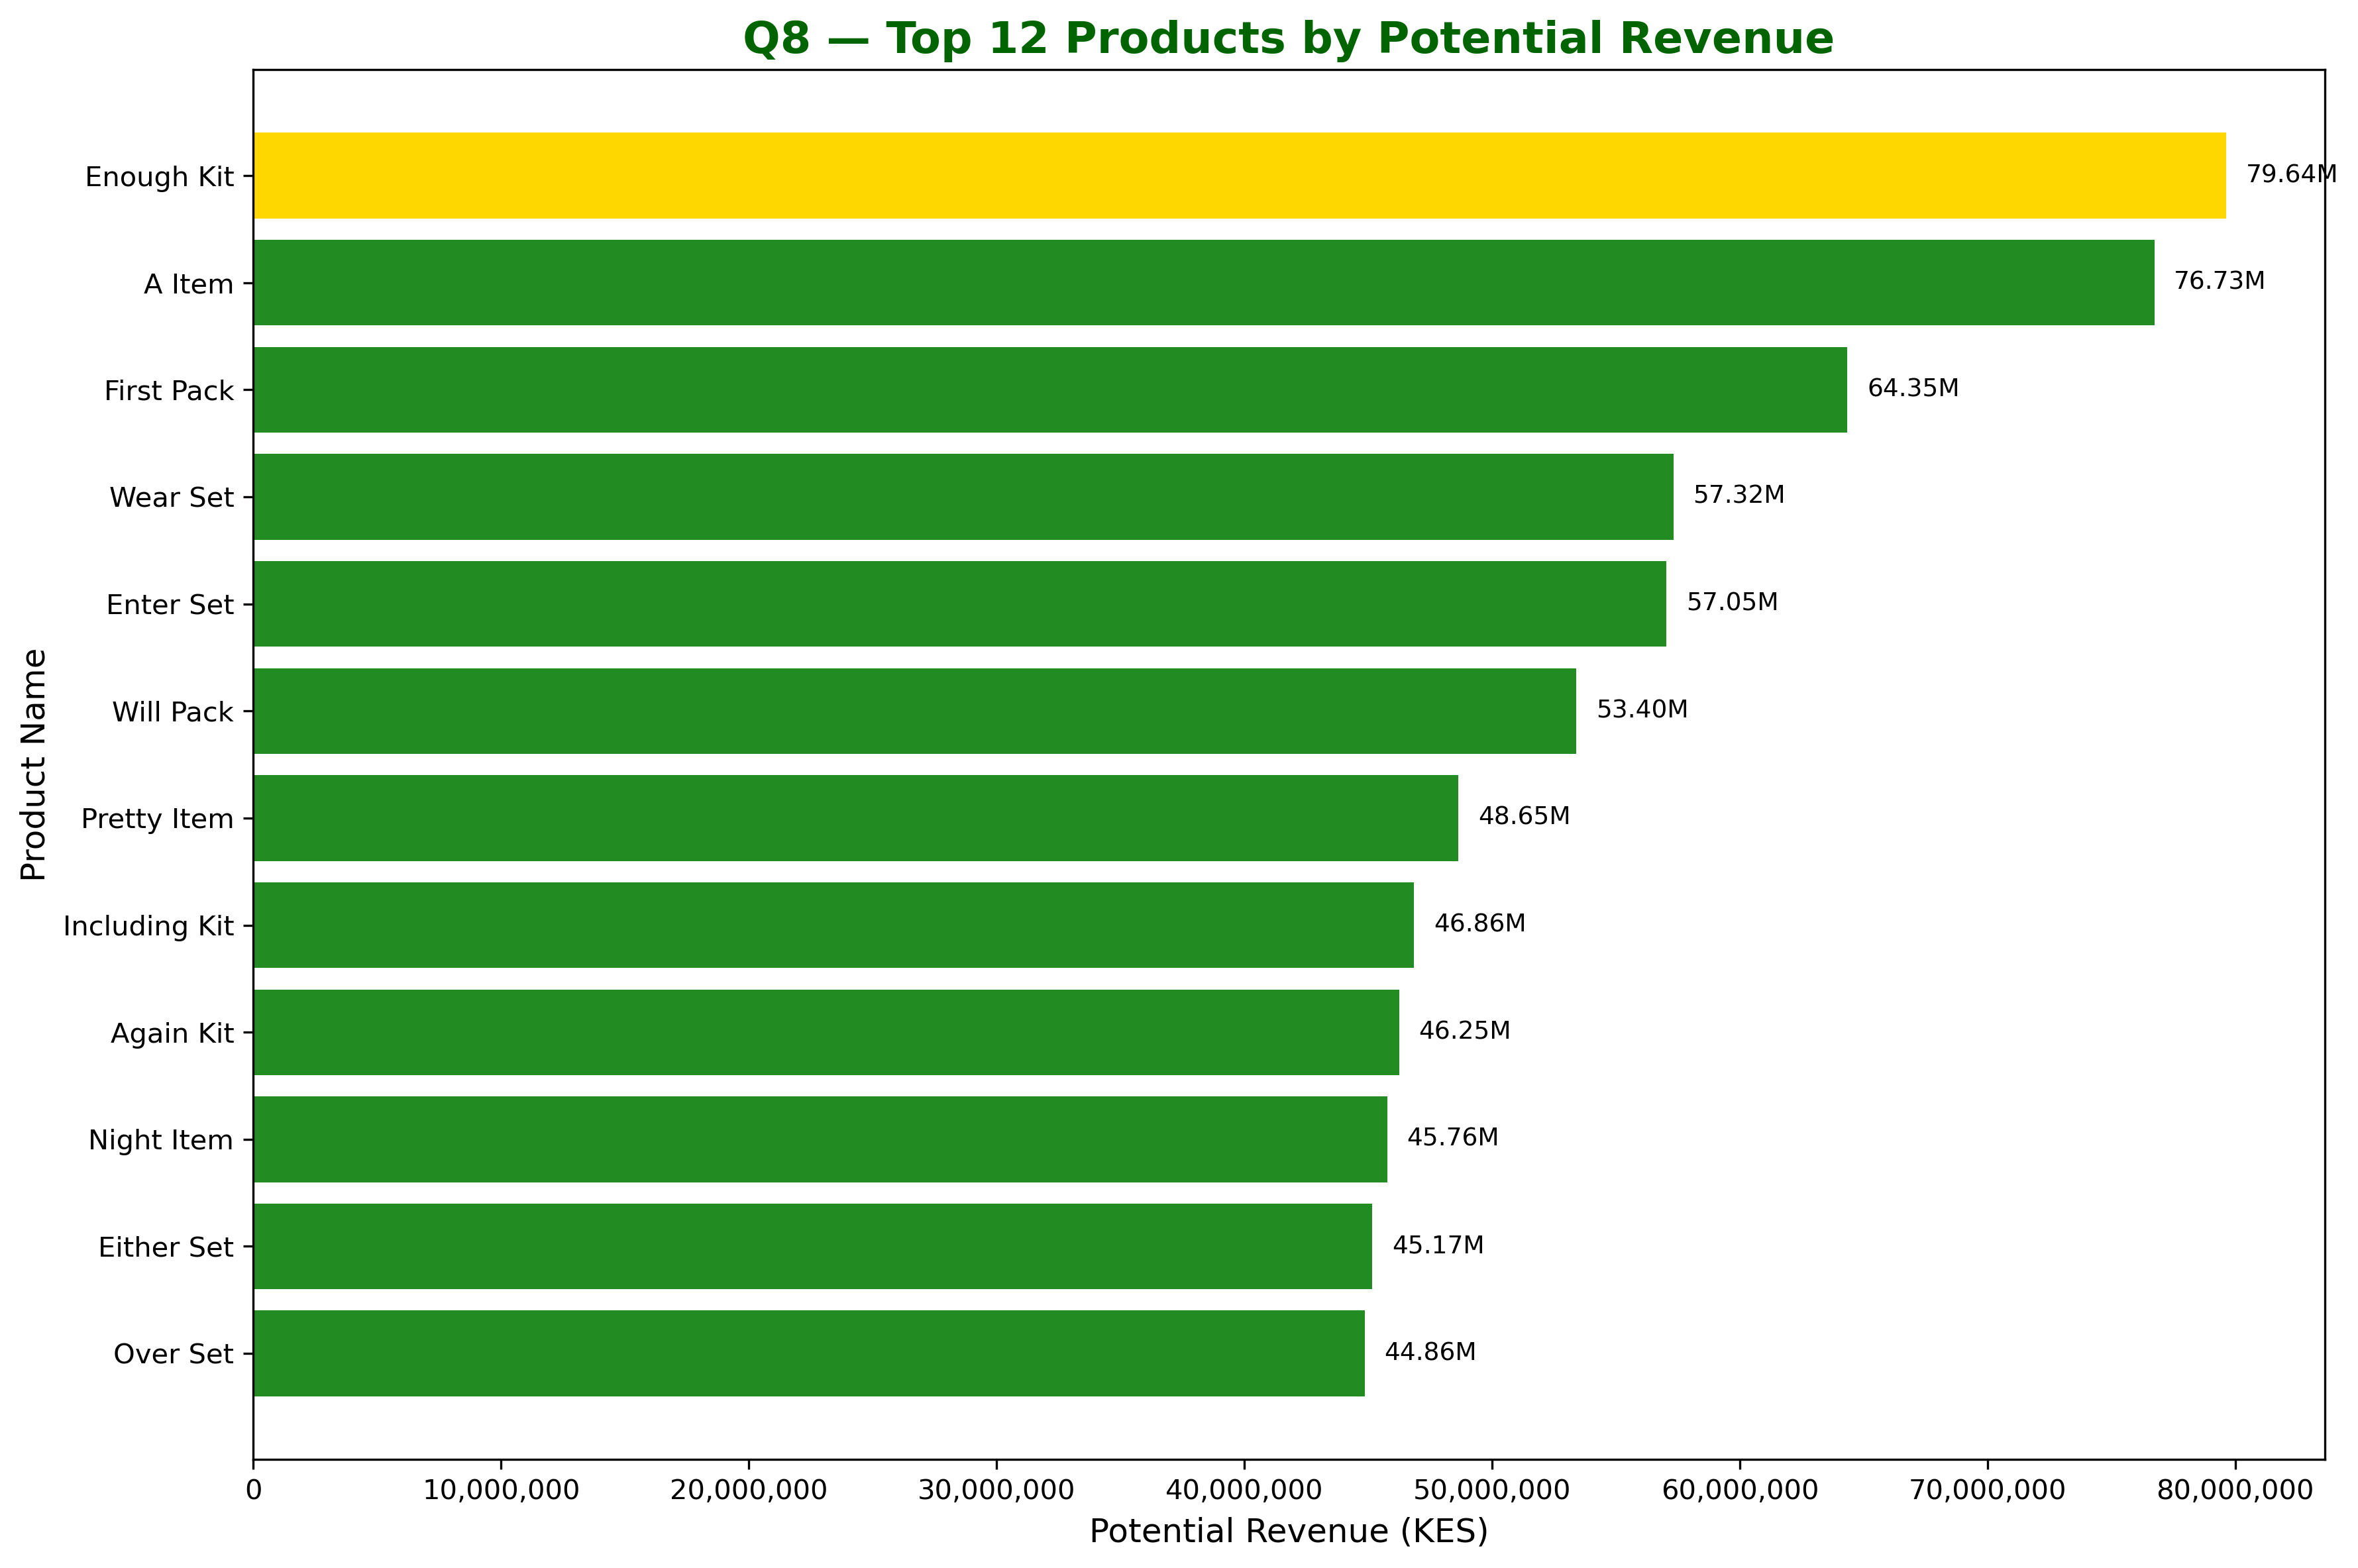 Q8 — Top 12 Products by Potential Revenue
Product Name
Enough Kit 79.64M
A Item 76.73M
First Pack 64.35M
Wear Set 57.32M
Enter Set 57.05M
Will Pack 53.40M
Pretty Item 48.65M
Including Kit 46.86M
Again Kit 46.25M
Night Item 45.76M
Either Set 45.17M
Over Set 44.86M
0 10,000,000 20,000,000 30,000,000 40,000,000 50,000,000 60,000,000 70,000,000 80,000,000
Potential Revenue (KES)